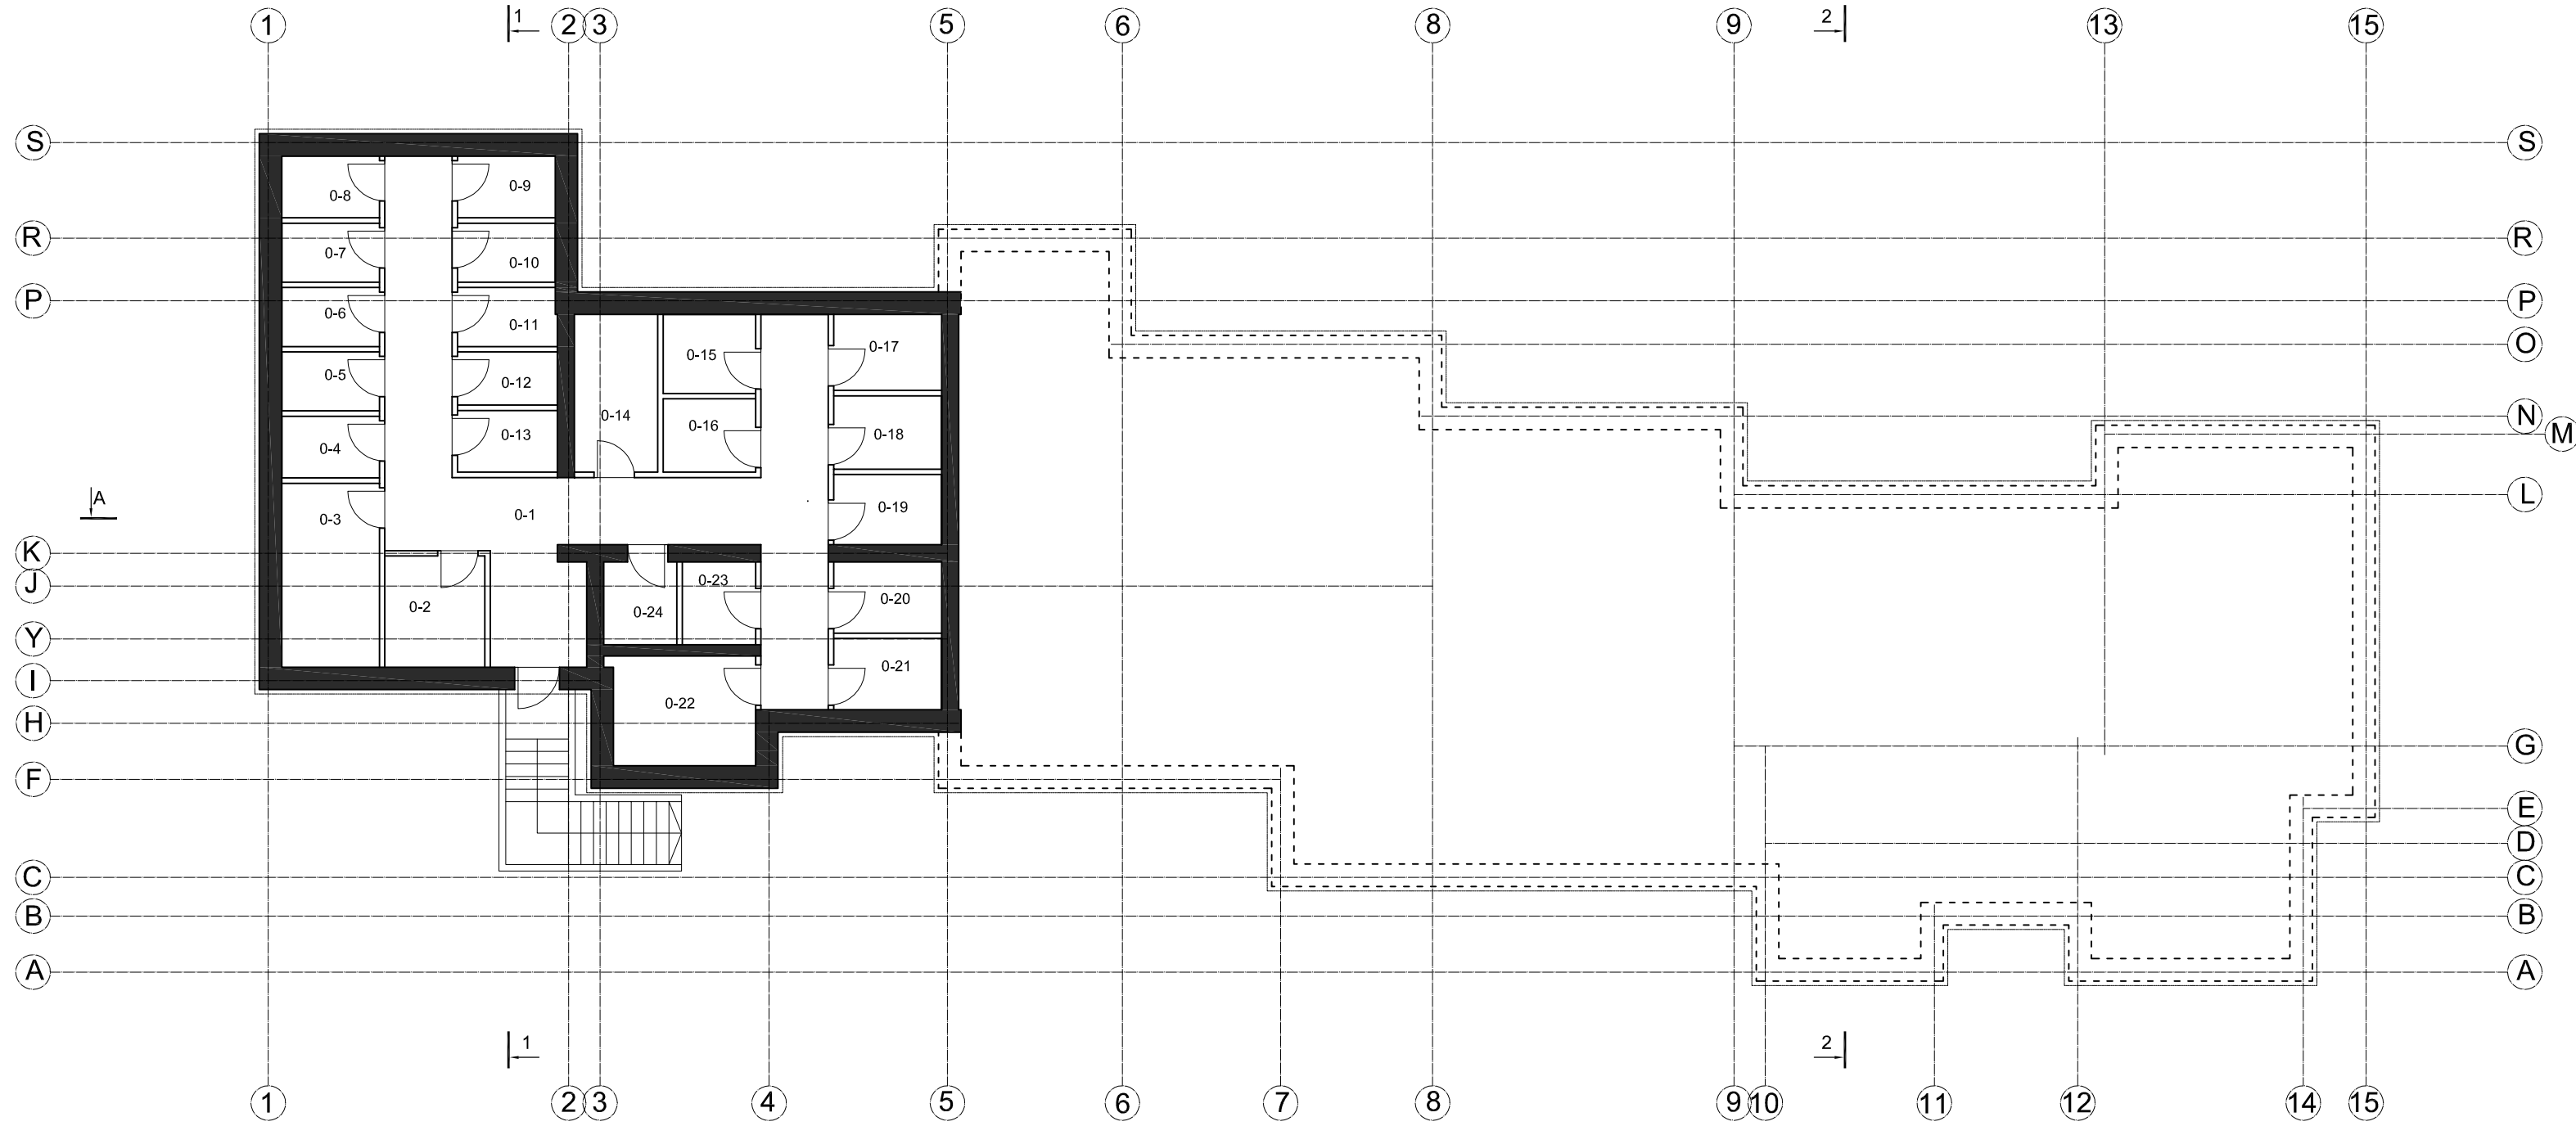 1 1 2 3 5 6 8 9 2 13 15
S S
R R
P P
O
N
M
L
K
J
Y
I
H
G
F
E
D
C C
B B
A A
A
0-8 0-9
0-7 0-10
0-6 0-11
0-5 0-12
0-4 0-13
0-3 0-1
0-2
0-14
0-15 0-17
0-16 0-18
0-19
0-23 0-20
0-24
0-22 0-21
1 2
1 2 3 4 5 6 7 8 9 10 11 12 14 15